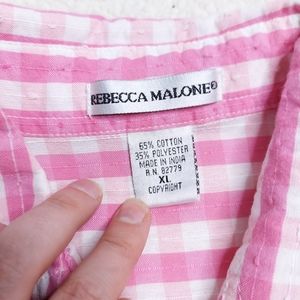 REBECCA MALONE®
65% COTTON
35% POLYESTER
MADE IN INDIA
R.N. 82779
XL
COPYRIGHT